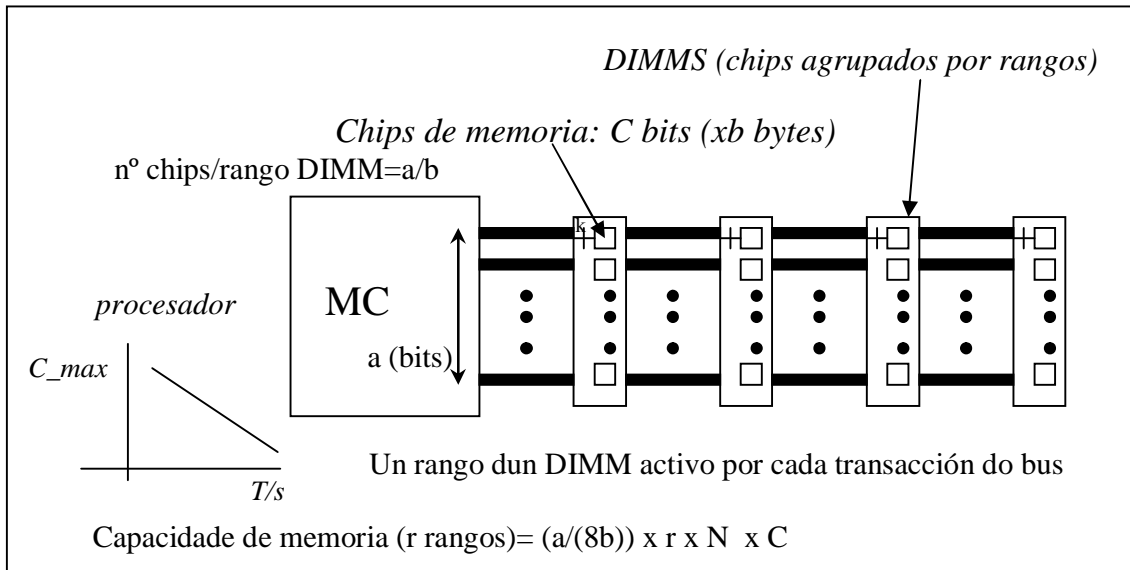 DIMMS (chips agrupados por rangos)
Chips de memoria: C bits (xb bytes)
nº chips/rango DIMM=a/b
k
MC
procesador
a (bits)
C_max
Un rango dun DIMM activo por cada transacción do bus
T/s
Capacidade de memoria (r rangos)= (a/(8b)) x r x N x C